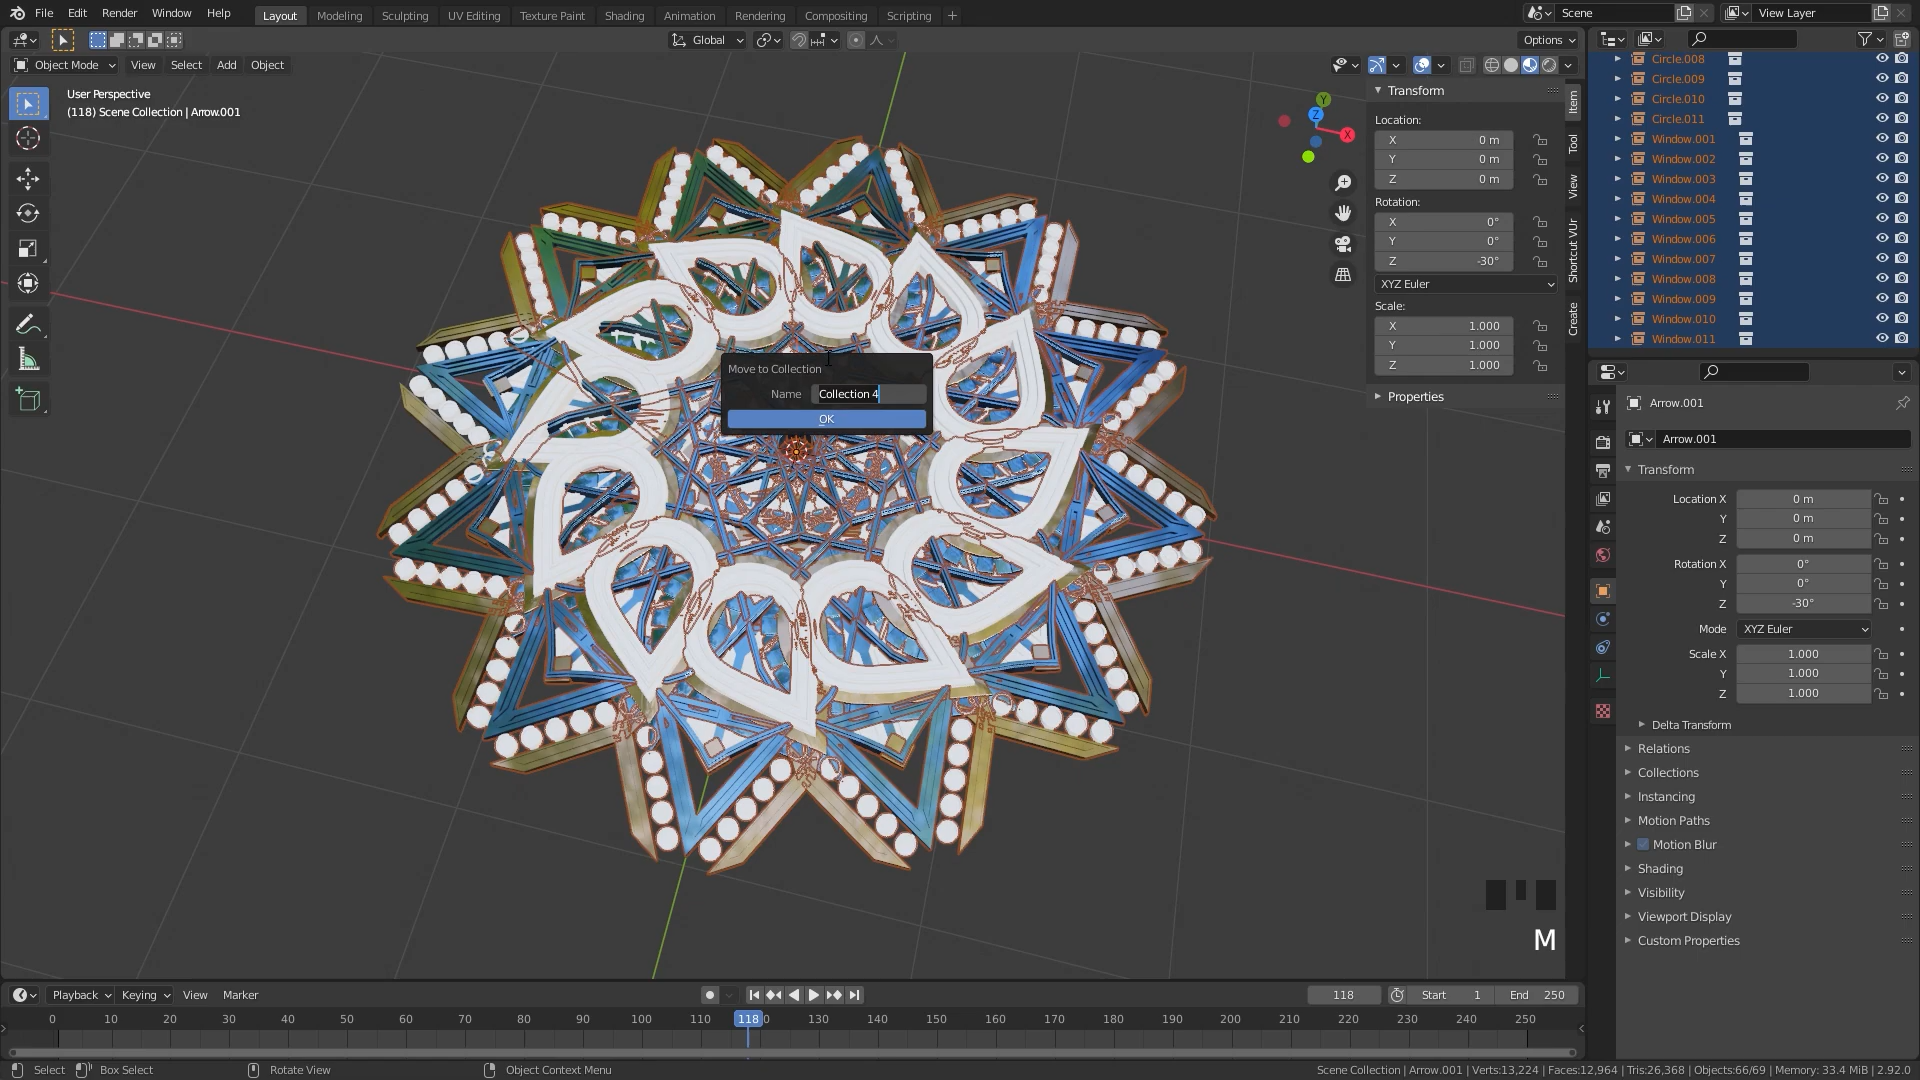 File Edit Render Window Help
Layout Modeling Sculpting UV Editing Texture Paint Shading Animation Rendering Compositing Scripting +
Scene
View Layer
Global
Options
Object Mode View Select Add Object
User Perspective
(118) Scene Collection | Arrow.001
Y
Z
X
Transform
Location:
X 0 m
Y 0 m
Z 0 m
Rotation:
X 0°
Y 0°
Z -30°
XYZ Euler
Scale:
X 1.000
Y 1.000
Z 1.000
Properties
Item
Tool
View
Shortcut VUr
Create
Circle.008
Circle.009
Circle.010
Circle.011
Window.001
Window.002
Window.003
Window.004
Window.005
Window.006
Window.007
Window.008
Window.009
Window.010
Window.011
Move to Collection
Name Collection 4
OK
Arrow.001
Arrow.001
Transform
Location X 0 m
Y 0 m
Z 0 m
Rotation X 0°
Y 0°
Z -30°
Mode XYZ Euler
Scale X 1.000
Y 1.000
Z 1.000
Delta Transform
Relations
Collections
Instancing
Motion Paths
Motion Blur
Shading
Visibility
Viewport Display
Custom Properties
M
Playback Keying View Marker
118 Start 1 End 250
0 10 20 30 40 50 60 70 80 90 100 110 118 0 130 140 150 160 170 180 190 200 210 220 230 240 250
Select Box Select Rotate View Object Context Menu
Scene Collection | Arrow.001 | Verts:13,224 | Faces:12,964 | Tris:26,368 | Objects:66/69 | Memory: 33.4 MiB | 2.92.0